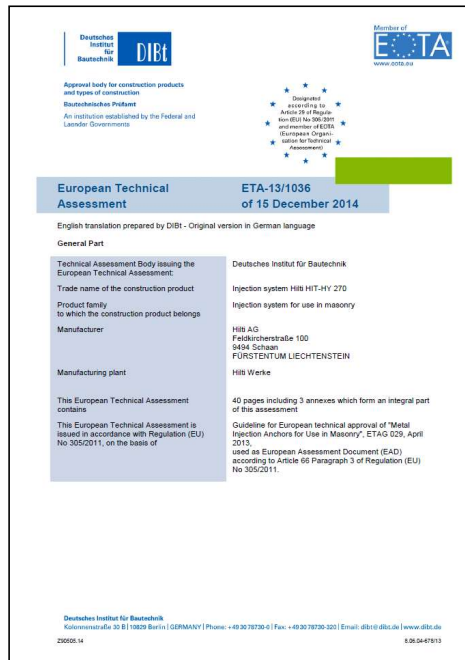 Deutsches
Institut
für
Bautechnik
DIBt
Member of
EOTA
www.eota.eu
Approval body for construction products
and types of construction
Bautechnisches Prüfamt
An institution established by the Federal and
Laender Governments
Designated
according to
Article 29 of Regula-
tion (EU) No 305/2011
and member of EOTA
(European Organi-
sation for Technical
Assessment)
European Technical
Assessment
ETA-13/1036
of 15 December 2014
English translation prepared by DIBt - Original version in German language
General Part
Technical Assessment Body issuing the
European Technical Assessment:
Deutsches Institut für Bautechnik
Trade name of the construction product
Injection system Hilti HIT-HY 270
Product family
to which the construction product belongs
Injection system for use in masonry
Manufacturer
Hilti AG
Feldkircherstraße 100
9494 Schaan
FÜRSTENTUM LIECHTENSTEIN
Manufacturing plant
Hilti Werke
This European Technical Assessment
contains
40 pages including 3 annexes which form an integral part
of this assessment
This European Technical Assessment is
issued in accordance with Regulation (EU)
No 305/2011, on the basis of
Guideline for European technical approval of "Metal
Injection Anchors for Use in Masonry", ETAG 029, April
2013,
used as European Assessment Document (EAD)
according to Article 66 Paragraph 3 of Regulation (EU)
No 305/2011.
Deutsches Institut für Bautechnik
Kolonnenstraße 30 B | 10829 Berlin | GERMANY | Phone: +49 30 78730-0 | Fax: +49 30 78730-320 | Email: dibt@dibt.de | www.dibt.de
Z90505.14
8.06.04-678/13